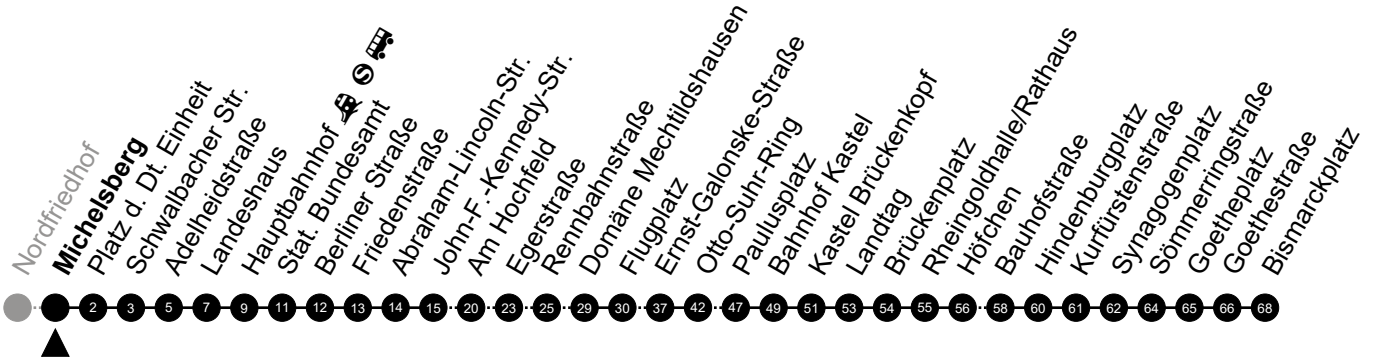 Nordfriedhof
Michelsberg
Platz d. Dt. Einheit
Schwalbacher Str.
Adelheidstraße
Landeshaus
Hauptbahnhof S
Stat. Bundesamt
Berliner Straße
Friedenstraße
Abraham-Lincoln-Str.
John-F.-Kennedy-Str.
Am Hochfeld
Egerstraße
Rennbahnstraße
Domäne Mechtildshausen
Flugplatz
Ernst-Galonske-Straße
Otto-Suhr-Ring
Paulusplatz
Bahnhof Kastel
Kastel Brückenkopf
Landtag
Brückenplatz
Rheingoldhalle/Rathaus
Höfchen
Bauhofstraße
Hindenburgplatz
Kurfürstenstraße
Synagogenplatz
Sömmerringstraße
Goetheplatz
Goethestraße
Bismarckplatz
2 3 5 7 9 11 12 13 14 15 20 23 25 29 30 37 42 47 49 51 53 54 55 56 58 60 61 62 64 65 66 68